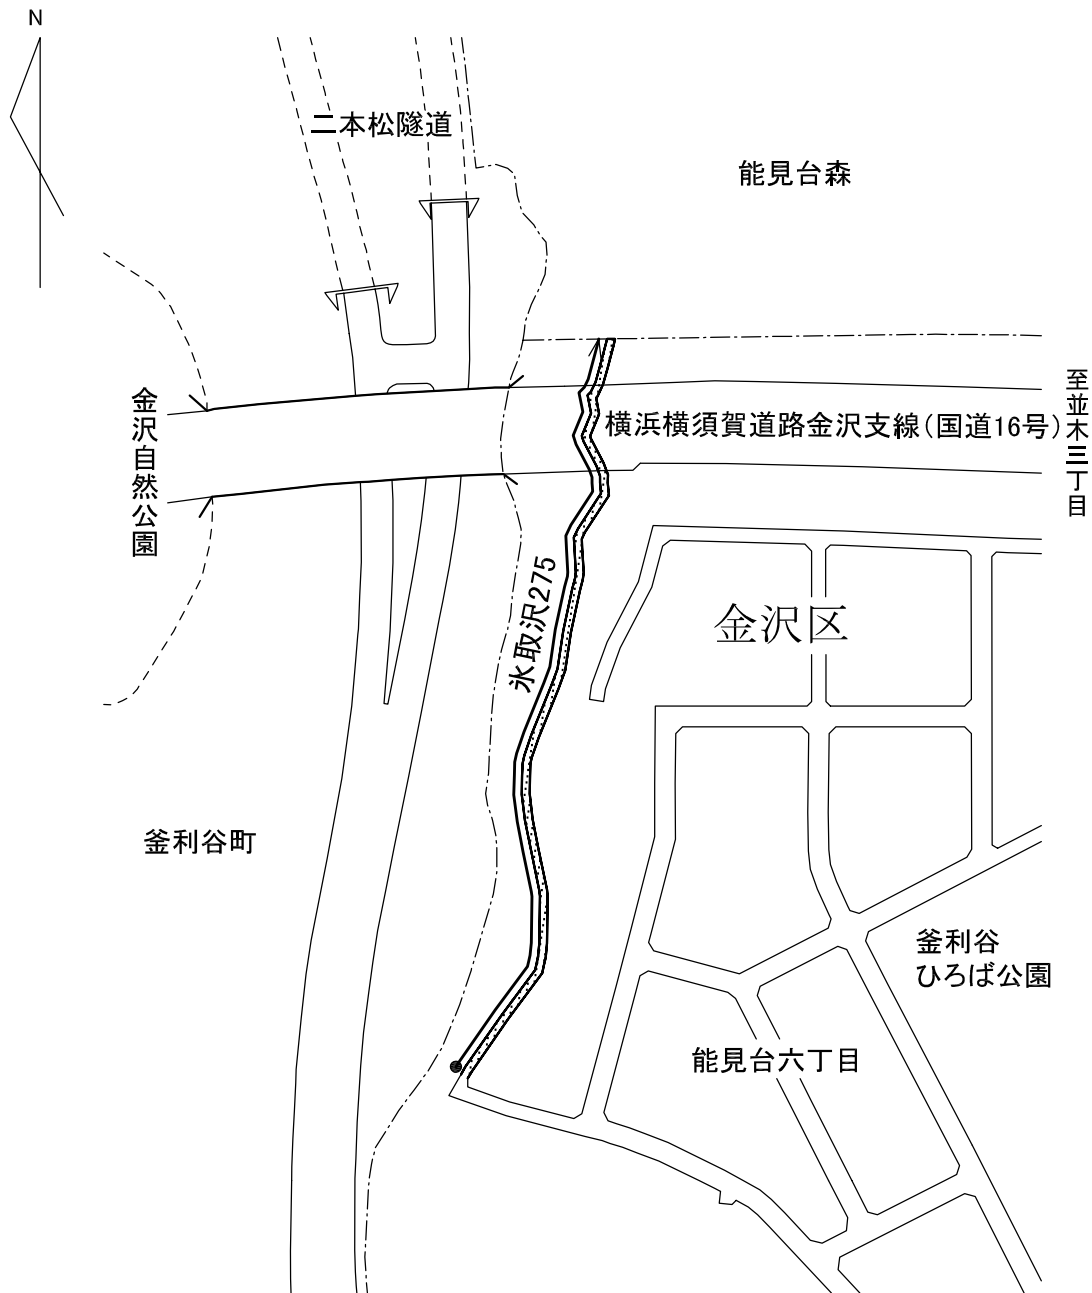 N
二本松隧道
能見台森
金沢自然公園
横浜横須賀道路金沢支線(国道16号)
至並木三丁目
氷取沢275
金沢区
釜利谷町
釜利谷
ひろば公園
能見台六丁目